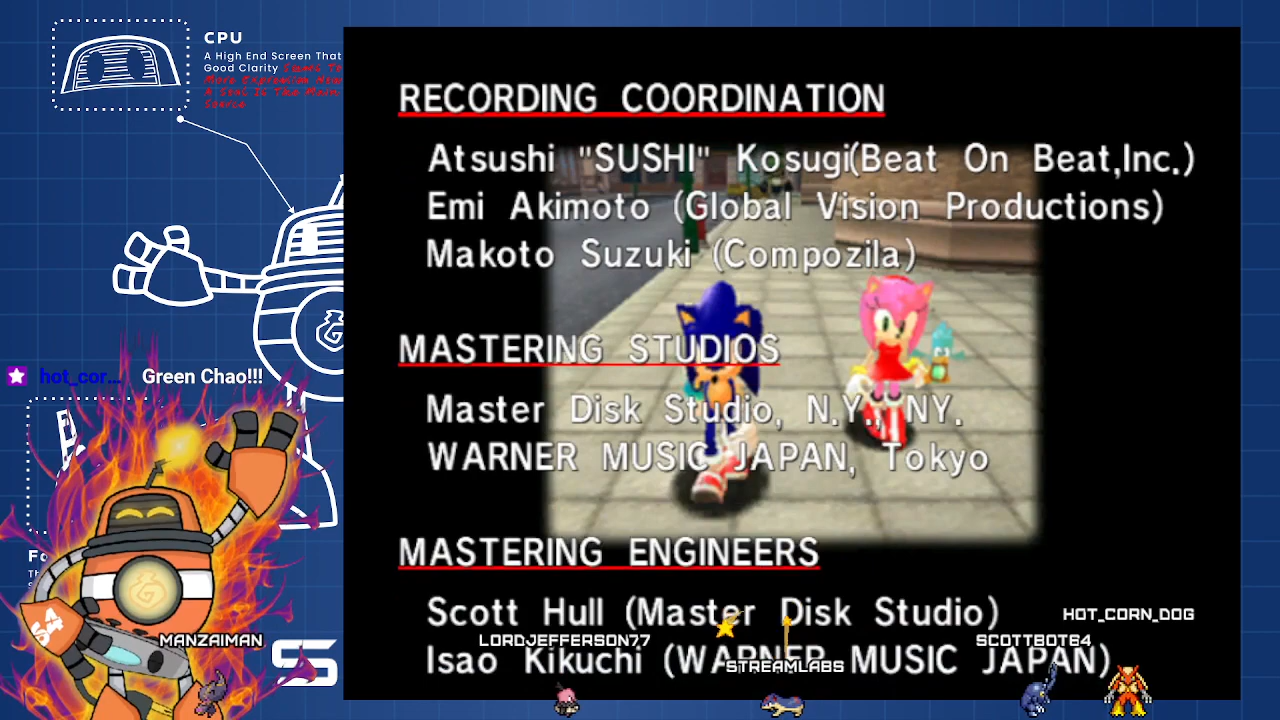 CPU
A High End Screen That
Good Clarity
RECORDING COORDINATION
Atsushi "SUSHI" Kosugi(Beat On Beat,Inc.)
Emi Akimoto (Global Vision Productions)
Makoto Suzuki (Compozila)
MASTERING STUDIOS
Master Disk Studio, N.Y., NY.
WARNER MUSIC JAPAN, Tokyo
MASTERING ENGINEERS
Scott Hull (Master Disk Studio)
Isao Kikuchi (WARNER MUSIC JAPAN)
hot_cor... Green Chao!!!
64
MANZAIMAN
LORDJEFFERSON77
STREAMLABS
SCOTTBOT64
HOT_CORN_DOG